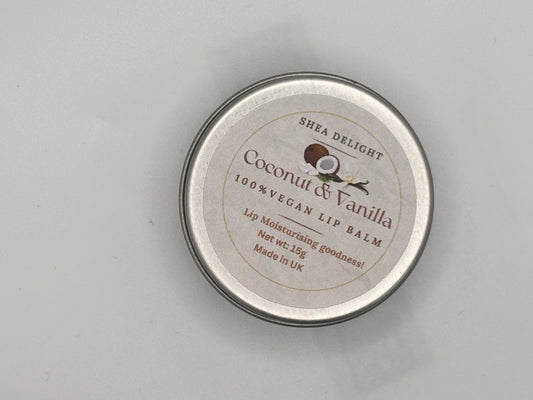 SHEA DELIGHT
Coconut & Vanilla
100% VEGAN LIP BALM
Lip Moisturising goodness!
Net wt: 15g
Made in UK